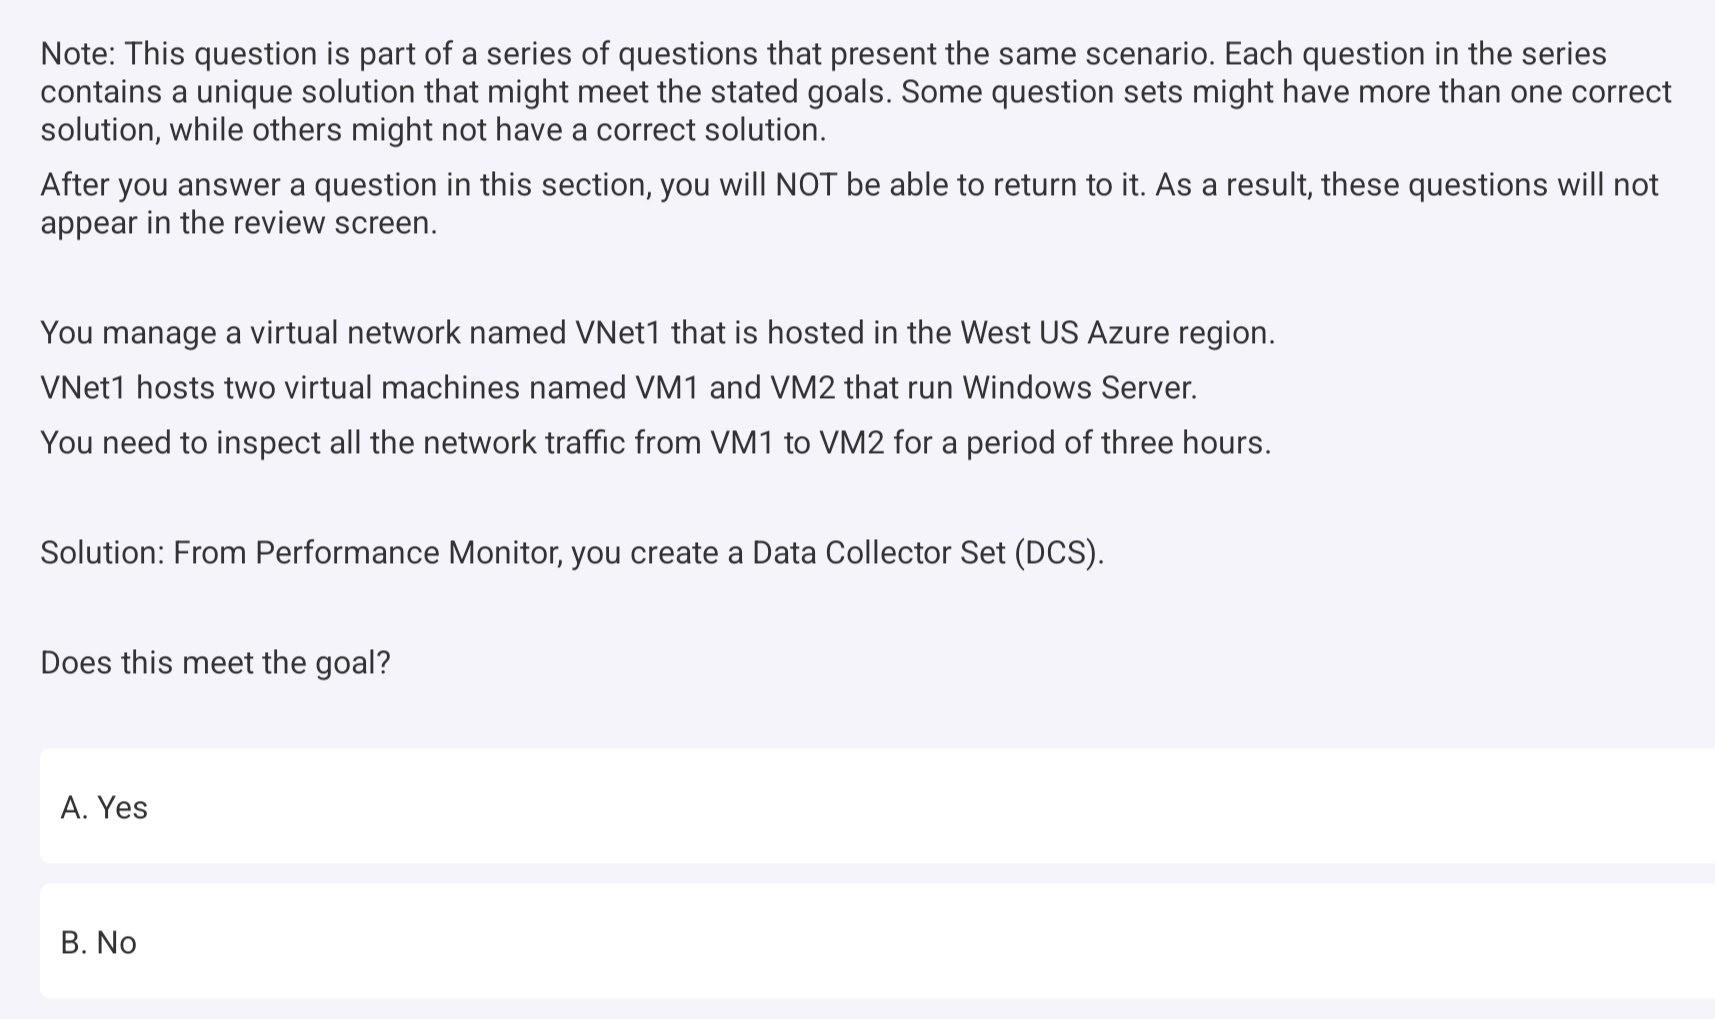 Note: This question is part of a series of questions that present the same scenario. Each question in the series
contains a unique solution that might meet the stated goals. Some question sets might have more than one correct
solution, while others might not have a correct solution.
After you answer a question in this section, you will NOT be able to return to it. As a result, these questions will not
appear in the review screen.
You manage a virtual network named VNet1 that is hosted in the West US Azure region.
VNet1 hosts two virtual machines named VM1 and VM2 that run Windows Server.
You need to inspect all the network traffic from VM1 to VM2 for a period of three hours.
Solution: From Performance Monitor, you create a Data Collector Set (DCS).
Does this meet the goal?
A. Yes
B. No